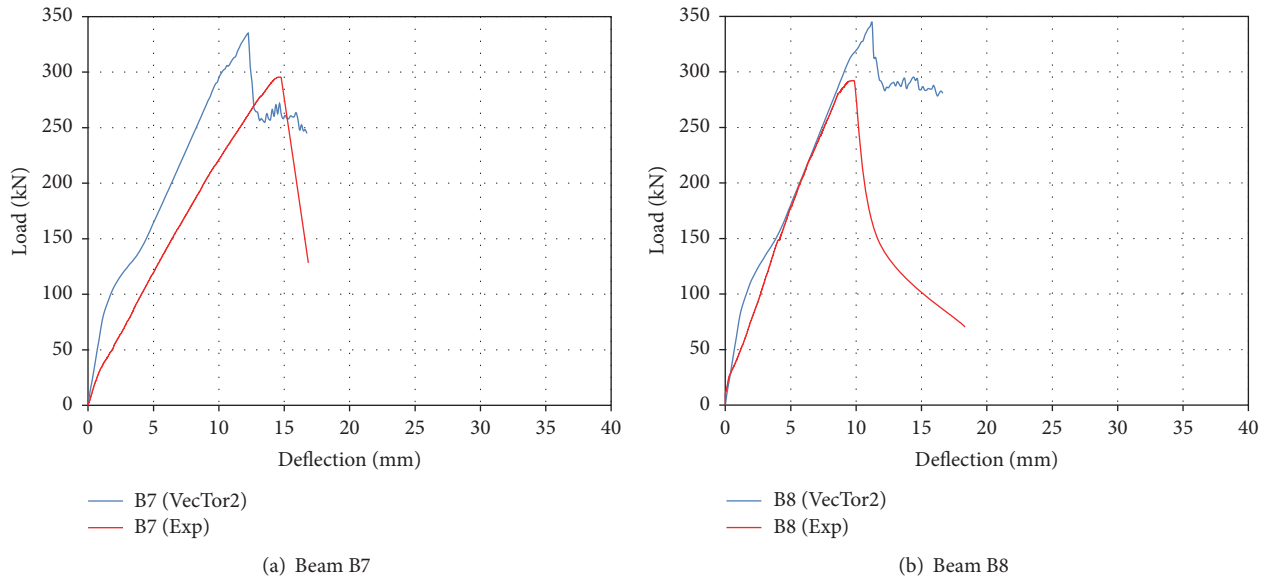 350
300
250
200
150
100
50
0
Load (kN)
0 5 10 15 20 25 30 35 40
Deflection (mm)
B7 (VecTor2)
B7 (Exp)
(a) Beam B7
350
300
250
200
150
100
50
0
Load (kN)
0 5 10 15 20 25 30 35 40
Deflection (mm)
B8 (VecTor2)
B8 (Exp)
(b) Beam B8